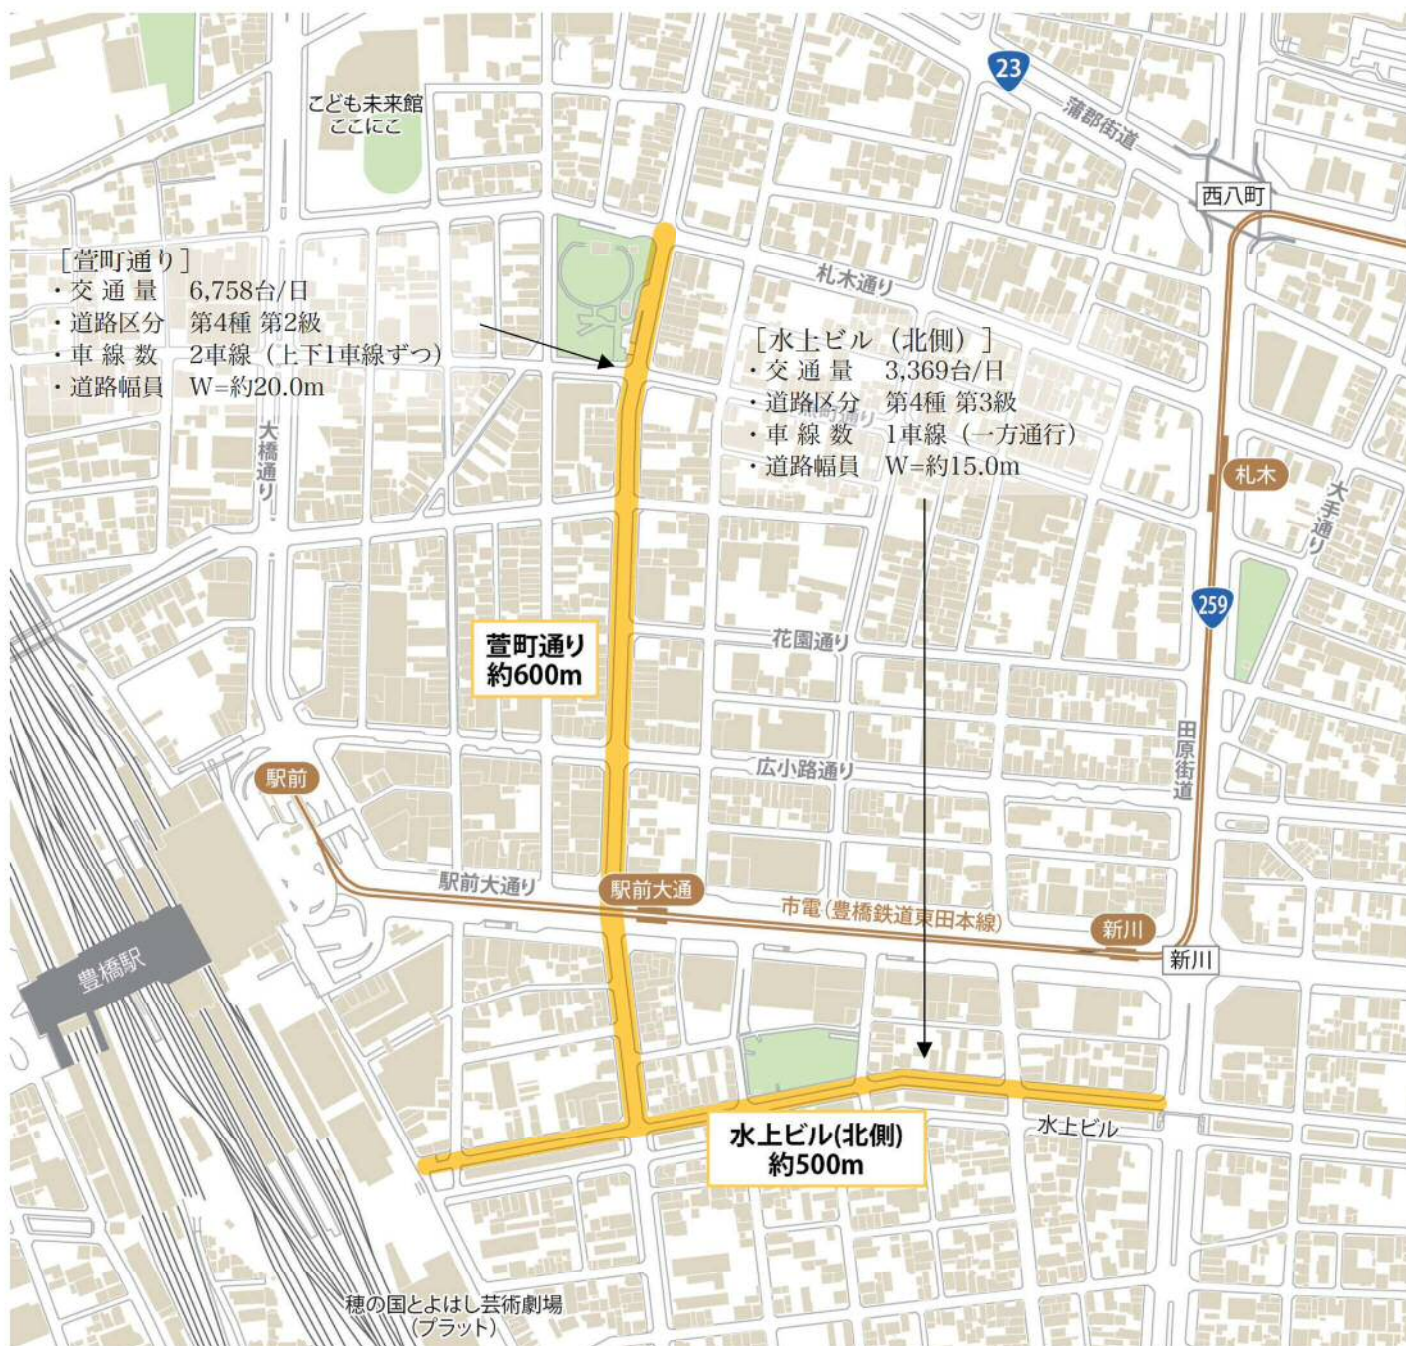 23
蒲郡街道
こども未来館
ここにこ
西八町
[萱町通り]
・交 通 量 6,758台/日
・道路区分 第4種 第2級
・車 線 数 2車線（上下1車線ずつ）
・道路幅員 W=約20.0m
札木通り
[水上ビル（北側）]
・交 通 量 3,369台/日
・道路区分 第4種 第3級
・車 線 数 1車線（一方通行）
・道路幅員 W=約15.0m
大橋通り
札木
大手通り
259
萱町通り
約600m
花園通り
田原街道
広小路通り
駅前
駅前大通り
駅前大通
市電(豊橋鉄道東田本線)
新川
新川
豊橋駅
水上ビル(北側)
約500m
水上ビル
穂の国とよはし芸術劇場
(プラット)